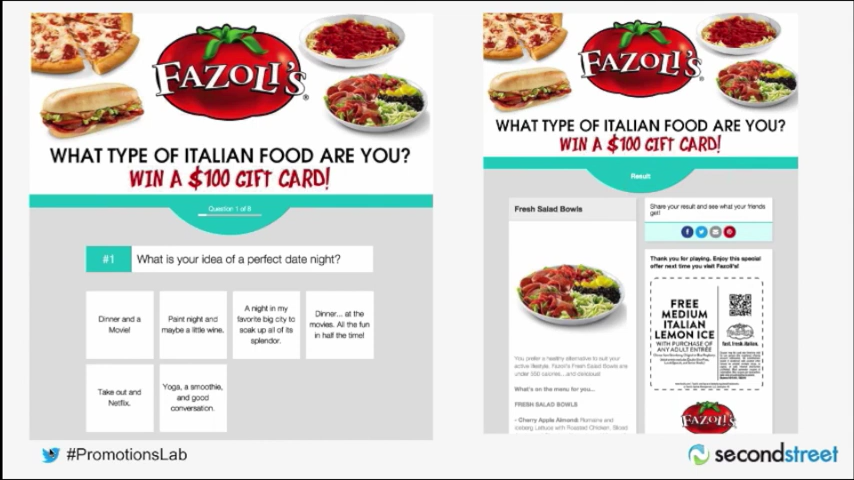 FAZOLI'S
WHAT TYPE OF ITALIAN FOOD ARE YOU?
WIN A $100 GIFT CARD!
Question 1 of 8
#1
What is your idea of a perfect date night?
Dinner and a
Movie!
Paint night and
maybe a little wine.
A night in my
favorite big city to
soak up all of its
splendor.
Dinner... at the
movies. All the fun
in half the time!
Take out and
Netflix.
Yoga, a smoothie,
and good
conversation.
FAZOLI'S
WHAT TYPE OF ITALIAN FOOD ARE YOU?
WIN A $100 GIFT CARD!
Result
Fresh Salad Bowls
You prefer a healthy alternative to suit your
active lifestyle. Fazoli's Fresh Salad Bowls are
under 550 calories... and delicious!
What's on the menu for you...
FRESH SALAD BOWLS
- Cherry Apple Almond: Romaine and
Iceberg Lettuce with Roasted Chicken, Sliced
Share your result and see what your friends
get!
Thank you for playing. Enjoy this special
offer next time you visit Fazoli's!
FREE
MEDIUM
ITALIAN
LEMON ICE
WITH PURCHASE OF
ANY ADULT ENTRÉE
fast. fresh. italian.
FAZOLI'S
#PromotionsLab
secondstreet